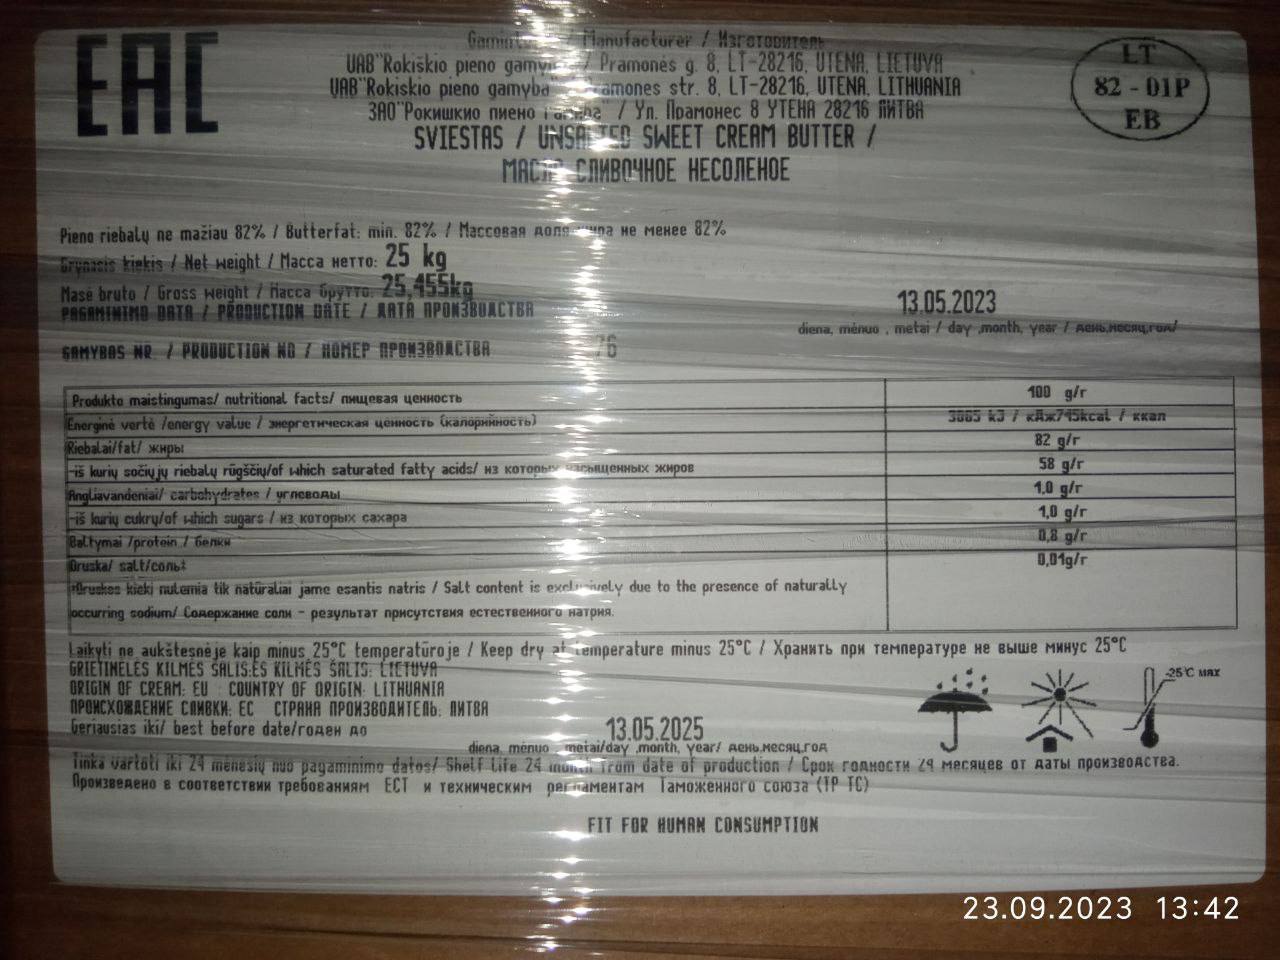 EAC
Manufacturer / Изготовитель
UAB"Rokiškio pieno / Pramonės g. 8, LT-28216, UTENA, LIETUVA
UAB"Rokiškio pieno gamyba" str. 8, LT-28216, UTENA, LITHUANIA
ЗАО"Рокишкио пиено / Ул. Прамонес 8 УТЕНА 28216 ЛИТВА
LT
82 - 01P
EB
SVIESTAS / UNSALTED SWEET CREAM BUTTER /
МАСЛО СЛИВОЧНОЕ НЕСОЛЕНОЕ
Pieno riebalų ne mažiau 82% / Butterfat: min. 82% / Массовая доля жира не менее 82%
Grynasis kiekis / Net weight / Масса нетто: 25 kg
Masė bruto / Gross weight / Масса брутто: 25,455kg
PAGAMINIMO DATA / PRODUCTION DATE / ДАТА ПРОИЗВОДСТВА 13.05.2023
diena, mėnuo , metai / day ,month, year / день,месяц,год/
GAMYBOS NR. / PRODUCTION NO / НОМЕР ПРОИЗВОДСТВА 76
Produkto maistingumas/ nutritional facts/ пищевая ценность 100 g/г
Energinė vertė /energy value / энергетическая ценность (калорийность) kJ / кДж745kcal / ккал
Riebalai/fat/ жиры 82 g/г
-iš kurių sočiųjų riebalų rūgščių/of which saturated fatty acids/ из которых насыщенных жиров 58 g/г
Angliavandeniai/ carbohydrates / углеводы 1,0 g/г
-iš kurių cukrų/of which sugars / из которых сахара 1,0 g/г
Baltymai /protein / белки 0,8 g/г
Druska/ salt/соль* 0,01g/г
*Druskos kiekį nulemia tik natūraliai jame esantis natris / Salt content is exclusively due to the presence of naturally
occurring sodium/ Содержание соли - результат присутствия естественного натрия.
Laikyti ne aukštesnėje kaip minus 25°C temperatūroje / Keep dry at temperature minus 25°C / Хранить при температуре не выше минус 25°C
GRIETINĖLĖS KILMĖS ŠALIS:ES KILMĖS ŠALIS: LIETUVA
ORIGIN OF CREAM: EU COUNTRY OF ORIGIN: LITHUANIA
ПРОИСХОЖДЕНИЕ СЛИВКИ: ЕС СТРАНА ПРОИЗВОДИТЕЛЬ: ЛИТВА
-25°C MAX
Geriausias iki/ best before date/годен до 13.05.2025
diena, mėnuo , metai/day ,month, year/ день,месяц,год
Tinka vartoti iki 24 mėnesių nuo pagaminimo datos/ Shelf Life 24 month from date of production / Срок годности 24 месяцев от даты производства.
Произведено в соответствии требованиям ЕСТ и техническим регламентам Таможенного союза (ТР ТС)
FIT FOR HUMAN CONSUMPTION
23.09.2023 13:42